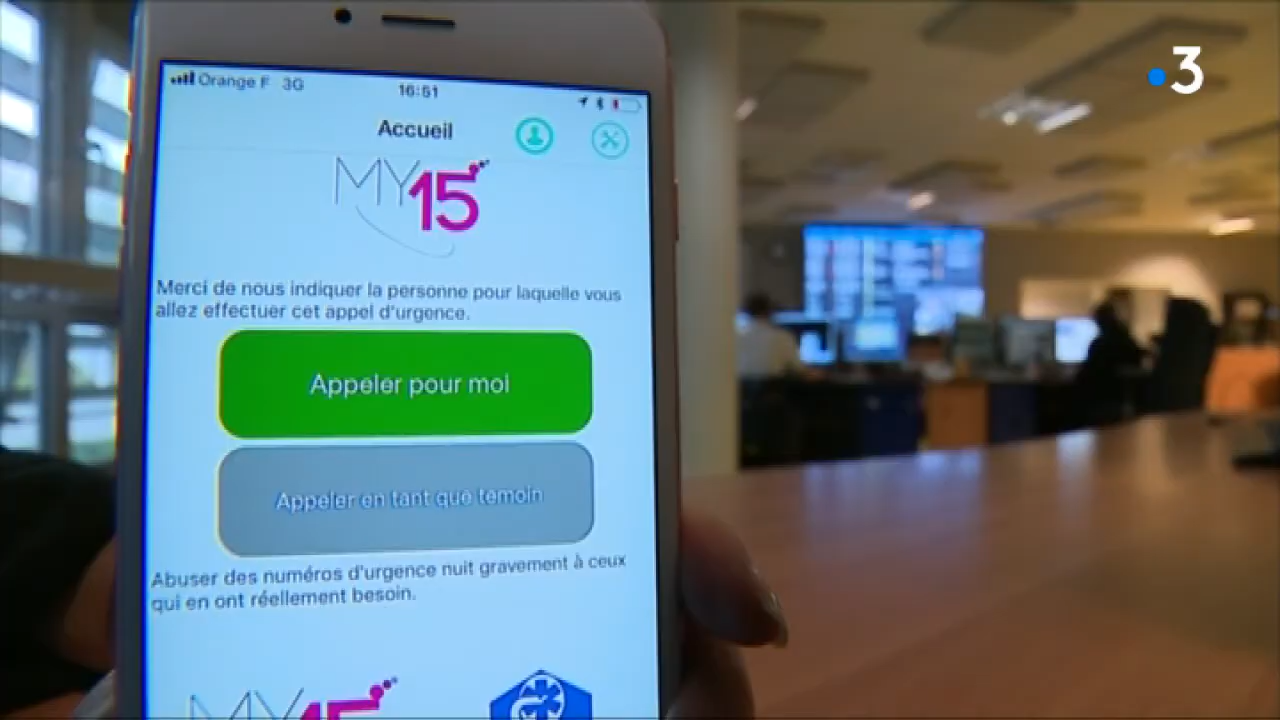 3
Orange F 3G 16:51
Accueil
MY15
Merci de nous indiquer la personne pour laquelle vous
allez effectuer cet appel d'urgence.
Appeler pour moi
Appeler en tant que temoin
Abuser des numéros d'urgence nuit gravement à ceux
qui en ont réellement besoin.
MY15